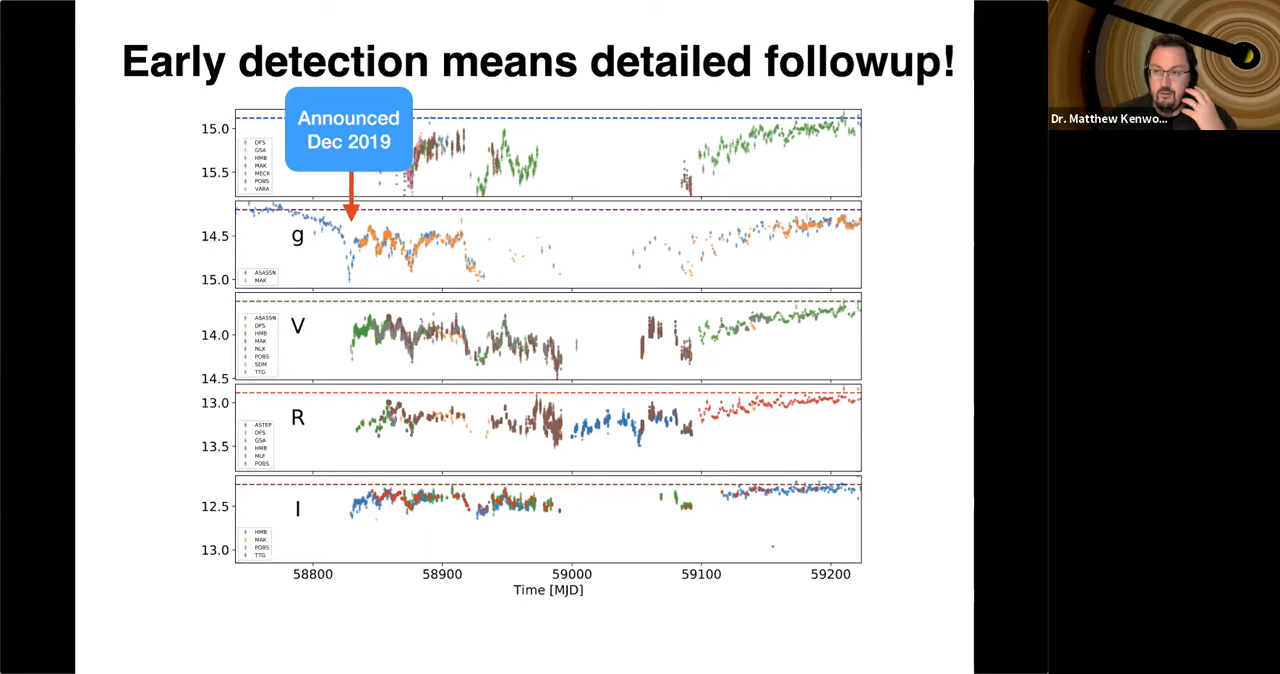 Early detection means detailed followup!
Announced
Dec 2019
Dr. Matthew Kenwo...
15.0
15.5
DFS
GSA
HMB
MAK
MECK
POBS
VARA
14.5
15.0
g
ASASSN
MAK
14.0
14.5
V
ASASSN
DFS
HMB
MAK
NLX
POBS
SDM
TTG
13.0
13.5
R
ASTEP
DFS
GSA
HMB
MLF
POBS
12.5
13.0
I
HMB
MAK
POBS
TTG
58800 58900 59000 59100 59200
Time [MJD]